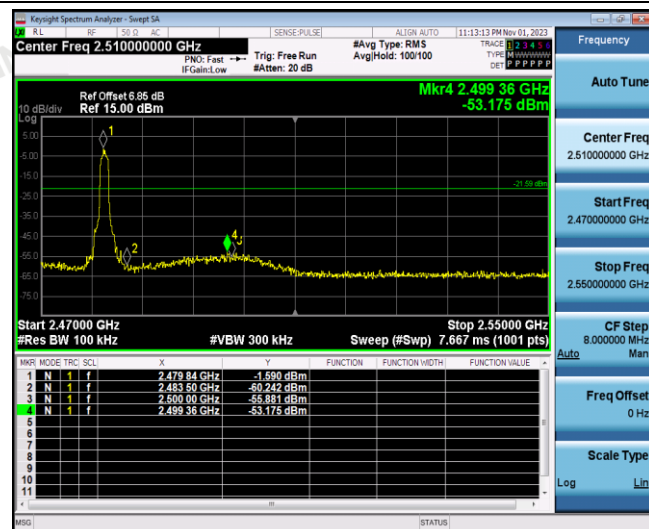 Keysight Spectrum Analyzer - Swept SA
RL RF 50 Ω AC SENSE:PULSE ALIGN AUTO 11:13:13 PM Nov 01, 2023
Center Freq 2.510000000 GHz #Avg Type: RMS TRACE 1 2 3 4 5 6
PNO: Fast Trig: Free Run Avg|Hold: 100/100 TYPE M W W W W W
IFGain:Low #Atten: 20 dB DET P P P P P P
Mkr4 2.499 36 GHz
-53.175 dBm
Ref Offset 6.85 dB
10 dB/div Ref 15.00 dBm
Log
5.00
-5.00
-15.0
-21.59 dBm
-25.0
-35.0
-45.0
-55.0
-65.0
-75.0
1
2
4
3
Start 2.47000 GHz Stop 2.55000 GHz
#Res BW 100 kHz #VBW 300 kHz Sweep (#Swp) 7.667 ms (1001 pts)
MKR MODE TRC SCL X Y FUNCTION FUNCTION WIDTH FUNCTION VALUE
1 N 1 f 2.479 84 GHz -1.590 dBm
2 N 1 f 2.483 50 GHz -60.242 dBm
3 N 1 f 2.500 00 GHz -55.881 dBm
4 N 1 f 2.499 36 GHz -53.175 dBm
5
6
7
8
9
10
11
MSG STATUS
Frequency
Auto Tune
Center Freq
2.510000000 GHz
Start Freq
2.470000000 GHz
Stop Freq
2.550000000 GHz
CF Step
8.000000 MHz
Auto Man
Freq Offset
0 Hz
Scale Type
Log Lin